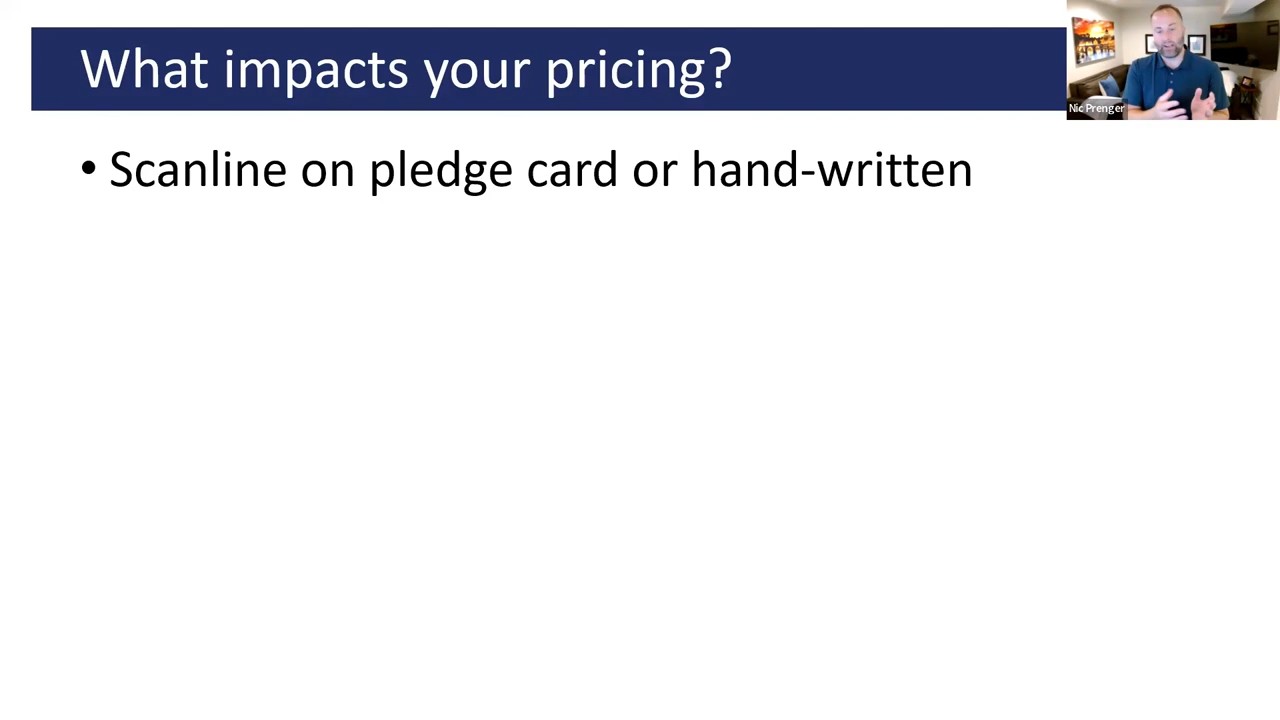 What impacts your pricing?
Nic Prenger
• Scanline on pledge card or hand-written